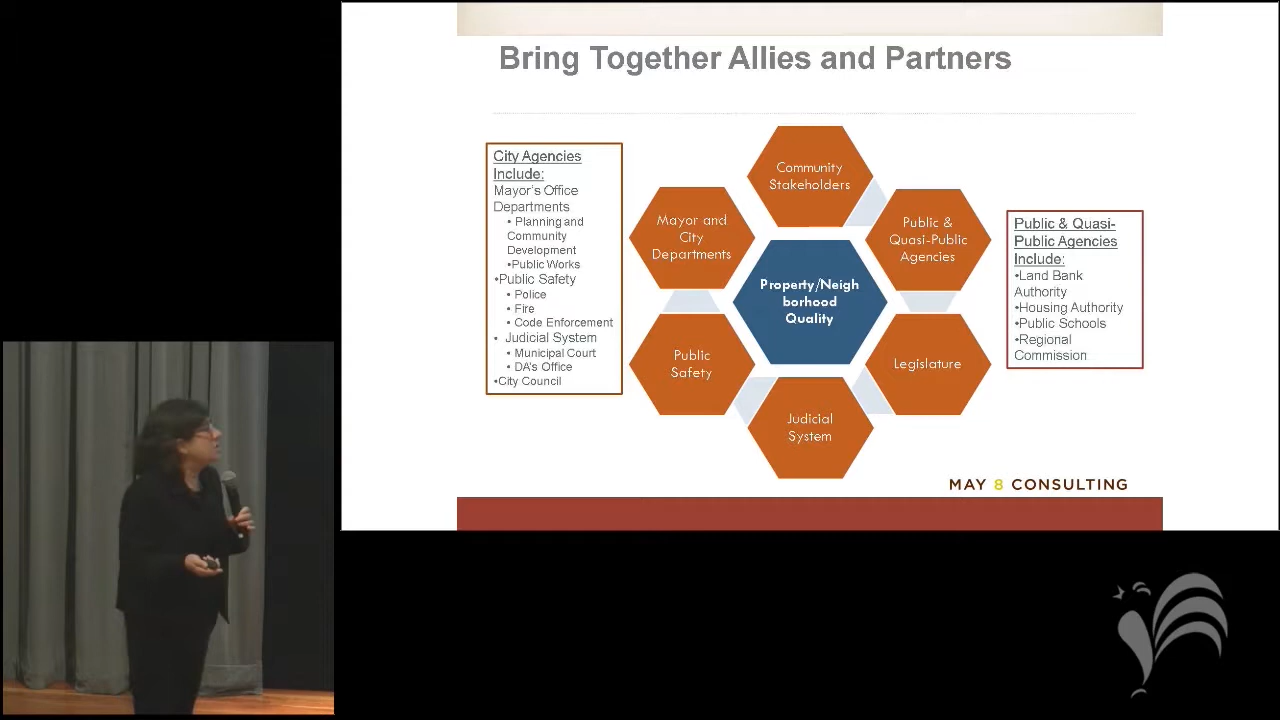 Bring Together Allies and Partners
City Agencies
Include:
Mayor's Office
Departments
• Planning and
Community
Development
• Public Works
•Public Safety
• Police
• Fire
• Code Enforcement
• Judicial System
• Municipal Court
• DA's Office
•City Council
Mayor and
City
Departments
Community
Stakeholders
Public &
Quasi-Public
Agencies
Property/Neigh
borhood
Quality
Public
Safety
Legislature
Judicial
System
Public & Quasi-
Public Agencies
Include:
•Land Bank
Authority
•Housing Authority
•Public Schools
•Regional
Commission
MAY 8 CONSULTING